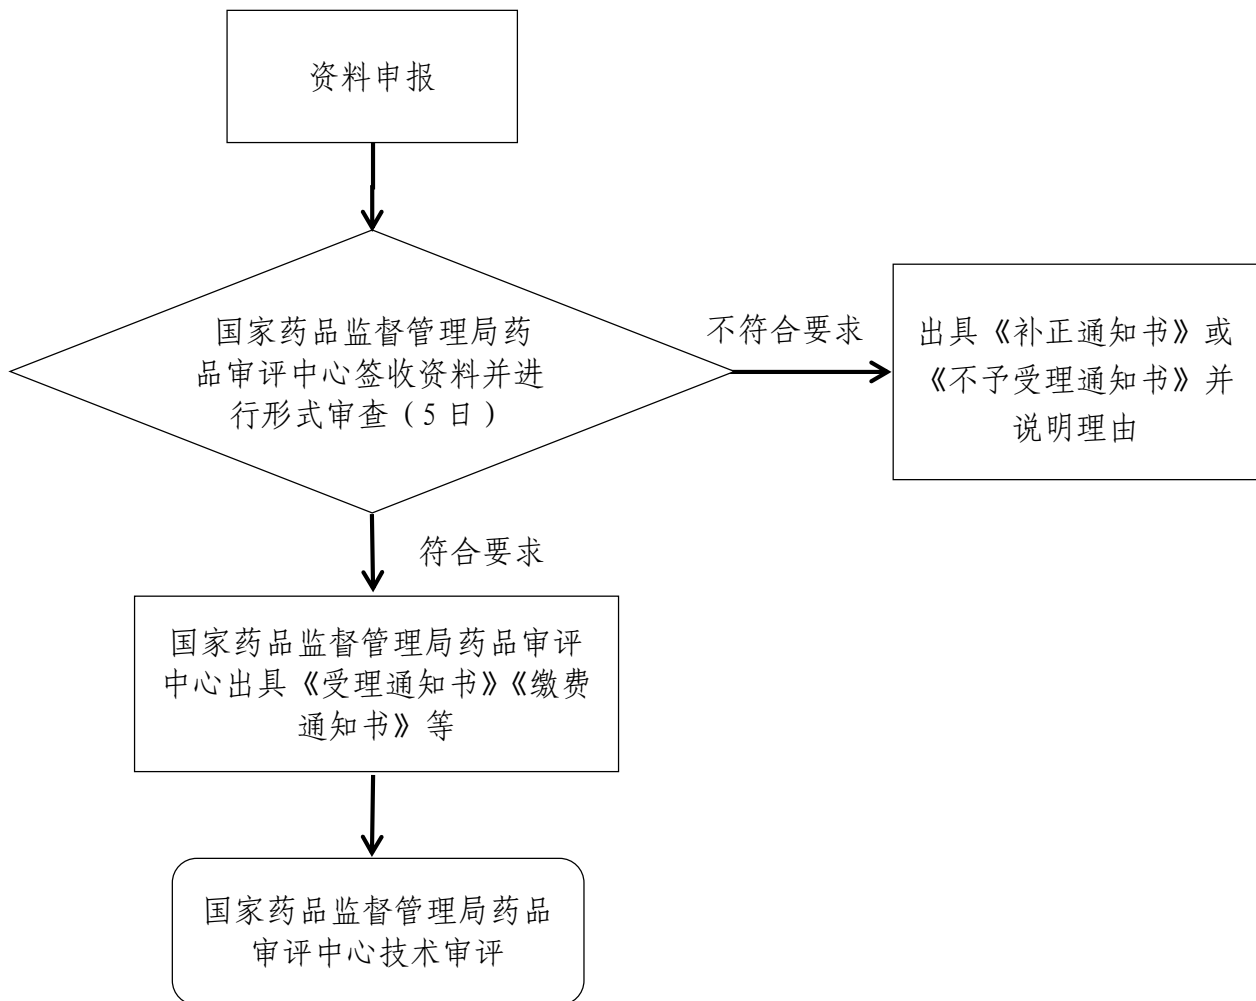 资料申报
国家药品监督管理局药
品审评中心签收资料并进
行形式审查（5 日）
不符合要求
出具《补正通知书》或
《不予受理通知书》并
说明理由
符合要求
国家药品监督管理局药品审评
中心出具《受理通知书》《缴费
通知书》等
国家药品监督管理局药品
审评中心技术审评